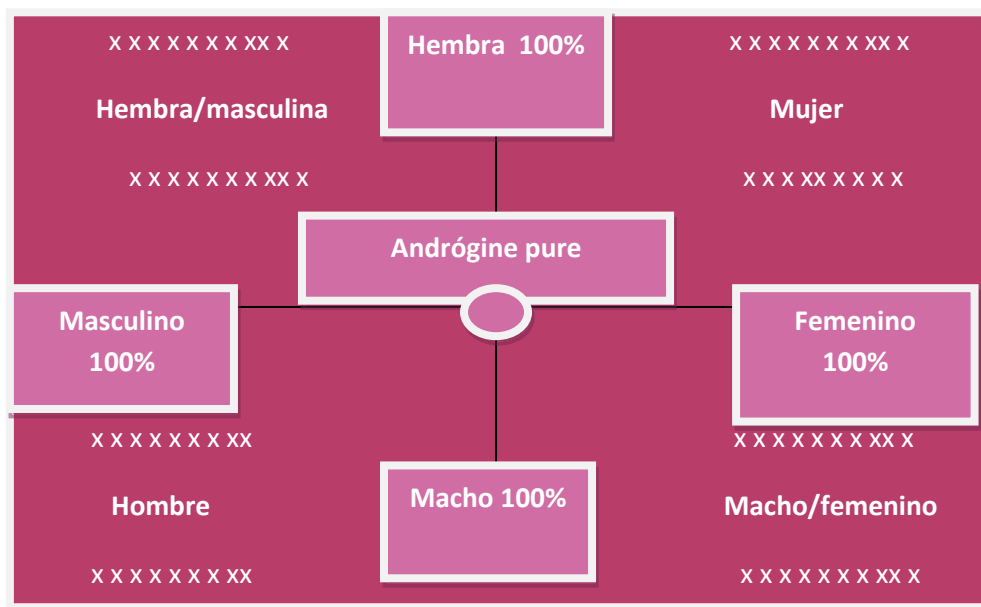 x x x x x x x xx x
Hembra 100%
x x x x x x x xx x
Hembra/masculina
Mujer
x x x x x x x xx x
x x x xx x x x x
Andrógine pure
Masculino
100%
Femenino
100%
x x x x x x x x xx
x x x x x x x xx x
Hombre
Macho 100%
Macho/femenino
x x x x x x x x xx
x x x x x x x xx x